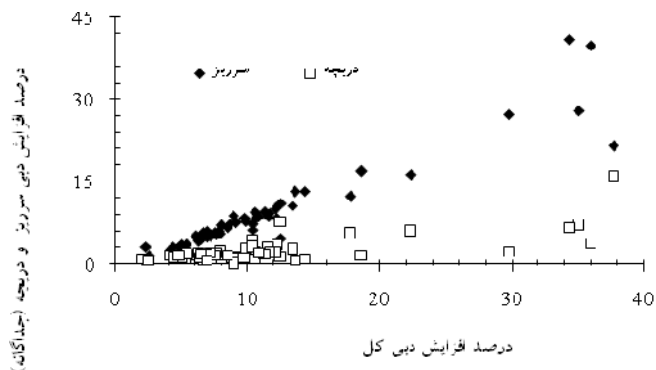 درصد افزایش دبی سرریز و دریچه (جداگانه)
45
30
15
0
سرریز
دریچه
0 10 20 30 40
درصد افزایش دبی کل